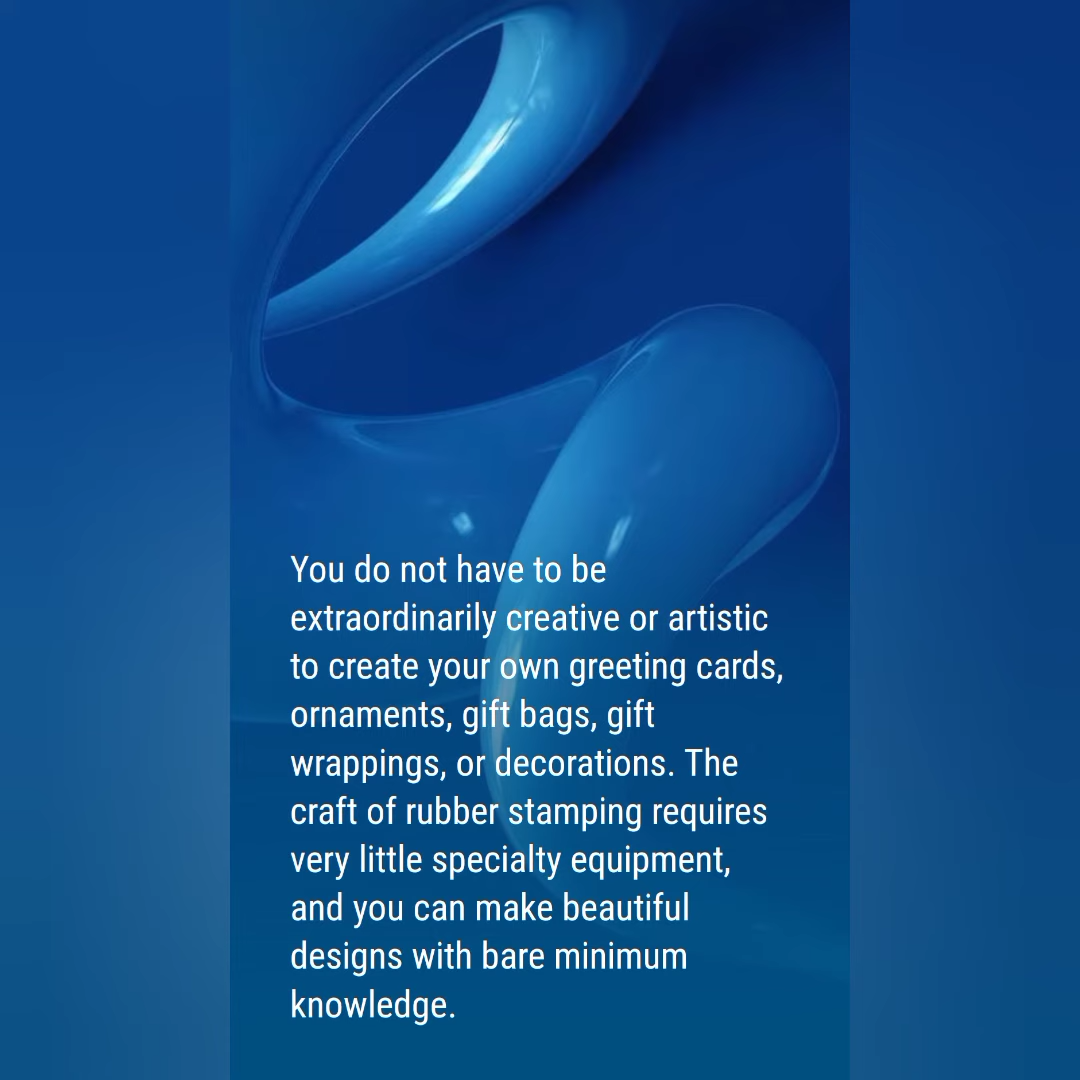 You do not have to be
extraordinarily creative or artistic
to create your own greeting cards,
ornaments, gift bags, gift
wrappings, or decorations. The
craft of rubber stamping requires
very little specialty equipment,
and you can make beautiful
designs with bare minimum
knowledge.